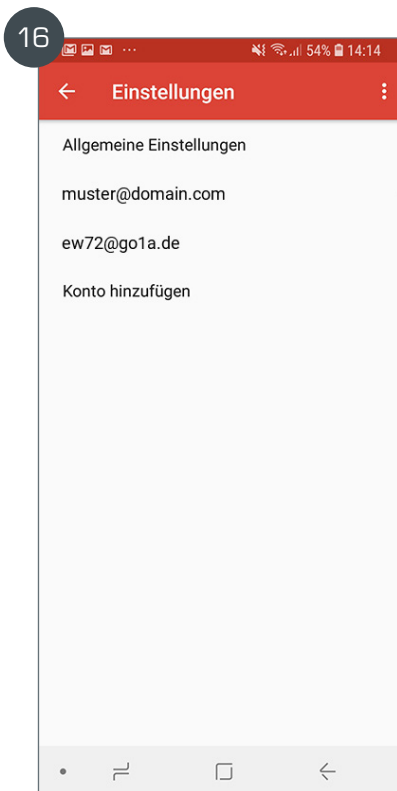 16
54% 14:14
Einstellungen
Allgemeine Einstellungen
muster@domain.com
ew72@go1a.de
Konto hinzufügen